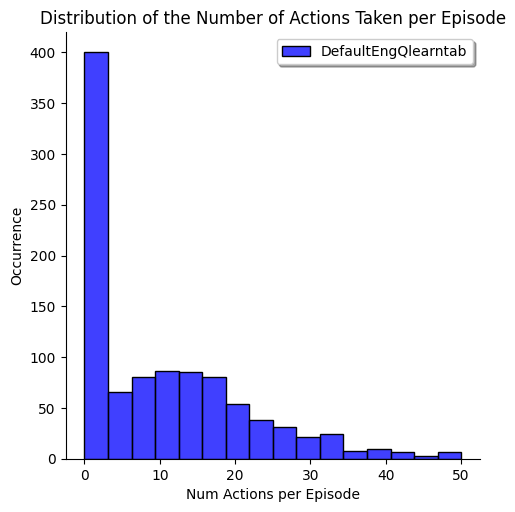 Distribution of the Number of Actions Taken per Episode
DefaultEngQlearntab
400
350
300
250
200
150
100
50
0
Occurrence
0 10 20 30 40 50
Num Actions per Episode